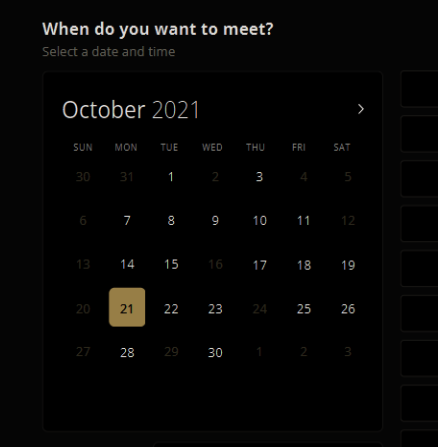 When do you want to meet?
Select a date and time
October 2021
SUN MON TUE WED THU FRI SAT
30 31 1 2 3 4 5
6 7 8 9 10 11 12
13 14 15 16 17 18 19
20 21 22 23 24 25 26
27 28 29 30 1 2 3